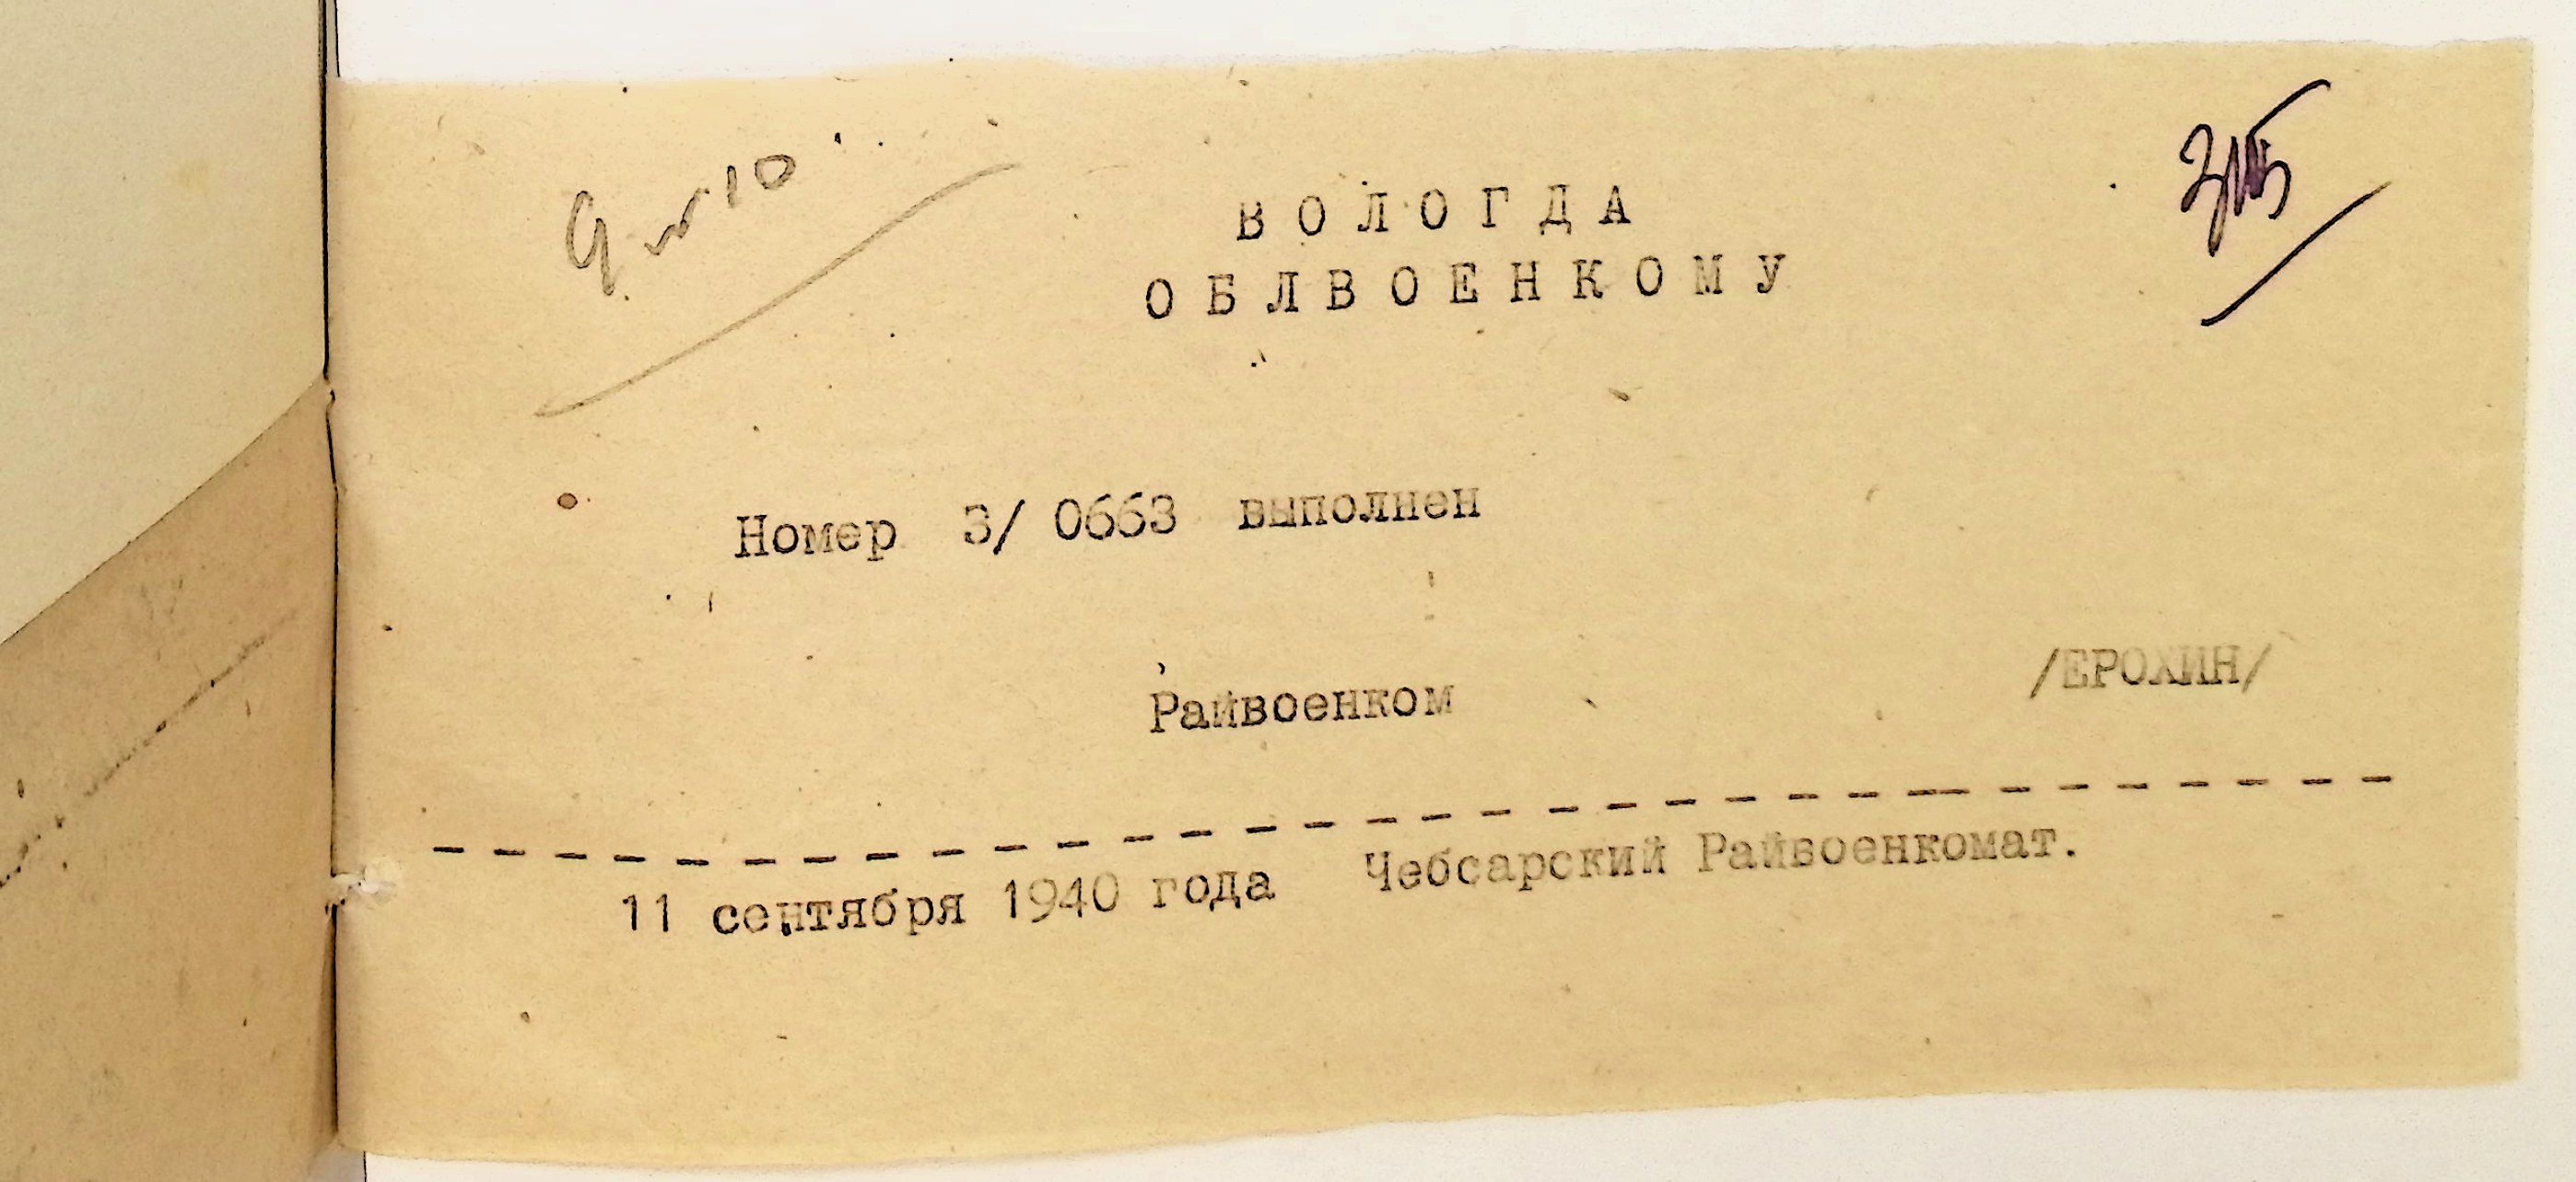 ВОЛОГДА
ОБЛВОЕНКОМУ
Номер 3/ 0663 выполнен
Райвоенком /ЕРОХИН/
11 сентября 1940 года Чебсарский Райвоенкомат.